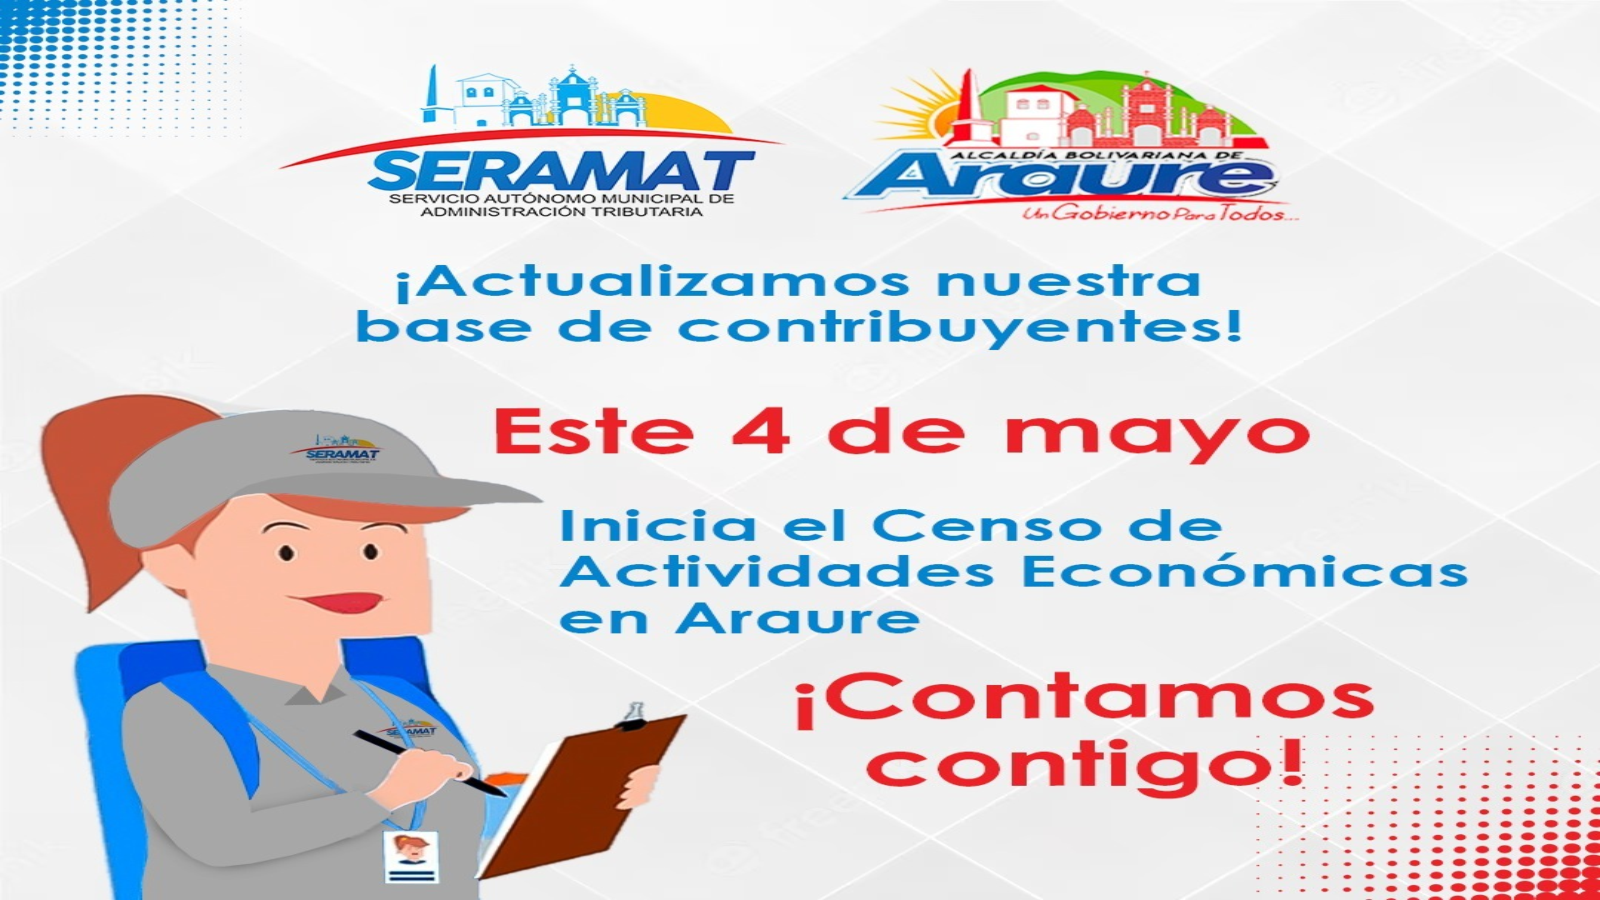 SERAMAT
SERVICIO AUTÓNOMO MUNICIPAL DE
ADMINISTRACIÓN TRIBUTARIA
ALCALDÍA BOLIVARIANA DE
Araure
Un Gobierno Para Todos...
¡Actualizamos nuestra
base de contribuyentes!
Este 4 de mayo
Inicia el Censo de
Actividades Económicas
en Araure
¡Contamos
contigo!
SERAMAT
SERAMAT